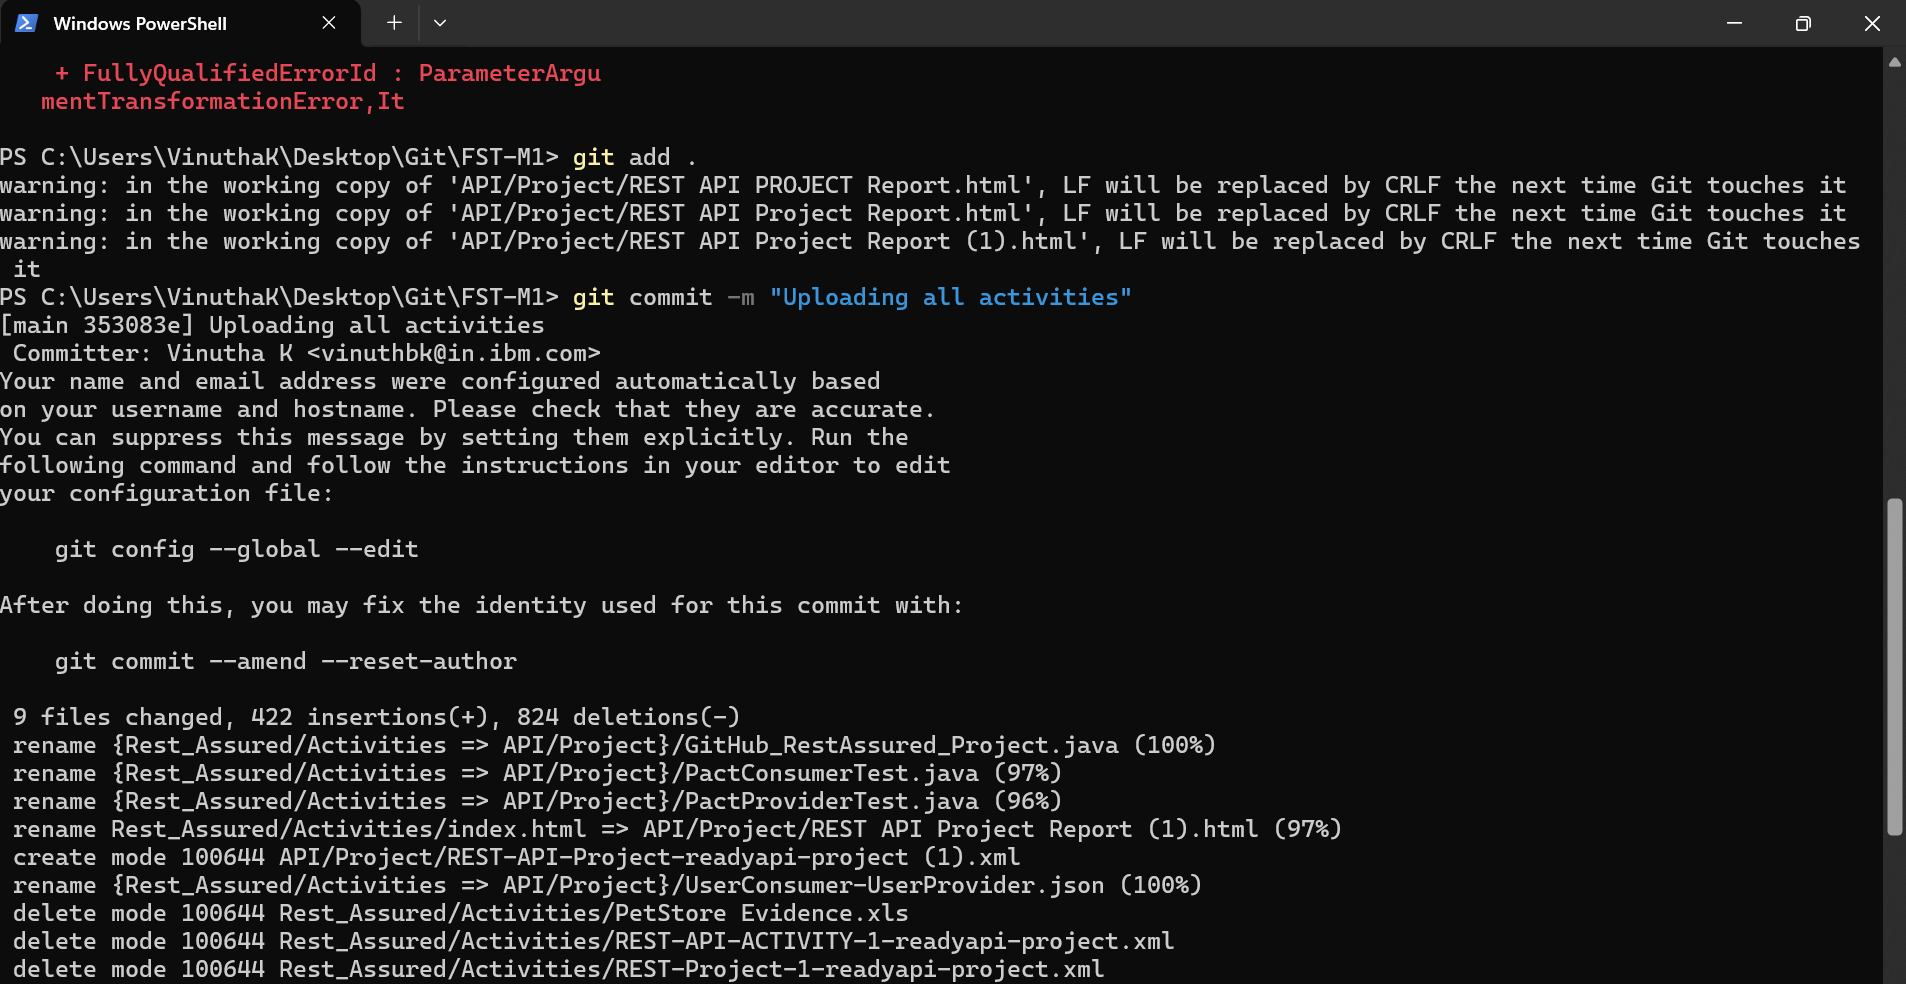 Windows PowerShell
+ FullyQualifiedErrorId : ParameterArgu
mentTransformationError,It
PS C:\Users\VinuthaK\Desktop\Git\FST-M1> git add .
warning: in the working copy of 'API/Project/REST API PROJECT Report.html', LF will be replaced by CRLF the next time Git touches it
warning: in the working copy of 'API/Project/REST API Project Report.html', LF will be replaced by CRLF the next time Git touches it
warning: in the working copy of 'API/Project/REST API Project Report (1).html', LF will be replaced by CRLF the next time Git touches
it
PS C:\Users\VinuthaK\Desktop\Git\FST-M1> git commit -m "Uploading all activities"
[main 353083e] Uploading all activities
Committer: Vinutha K <vinuthbk@in.ibm.com>
Your name and email address were configured automatically based
on your username and hostname. Please check that they are accurate.
You can suppress this message by setting them explicitly. Run the
following command and follow the instructions in your editor to edit
your configuration file:
git config --global --edit
After doing this, you may fix the identity used for this commit with:
git commit --amend --reset-author
9 files changed, 422 insertions(+), 824 deletions(-)
rename {Rest_Assured/Activities => API/Project}/GitHub_RestAssured_Project.java (100%)
rename {Rest_Assured/Activities => API/Project}/PactConsumerTest.java (97%)
rename {Rest_Assured/Activities => API/Project}/PactProviderTest.java (96%)
rename Rest_Assured/Activities/index.html => API/Project/REST API Project Report (1).html (97%)
create mode 100644 API/Project/REST-API-Project-readyapi-project (1).xml
rename {Rest_Assured/Activities => API/Project}/UserConsumer-UserProvider.json (100%)
delete mode 100644 Rest_Assured/Activities/PetStore Evidence.xls
delete mode 100644 Rest_Assured/Activities/REST-API-ACTIVITY-1-readyapi-project.xml
delete mode 100644 Rest_Assured/Activities/REST-Project-1-readyapi-project.xml